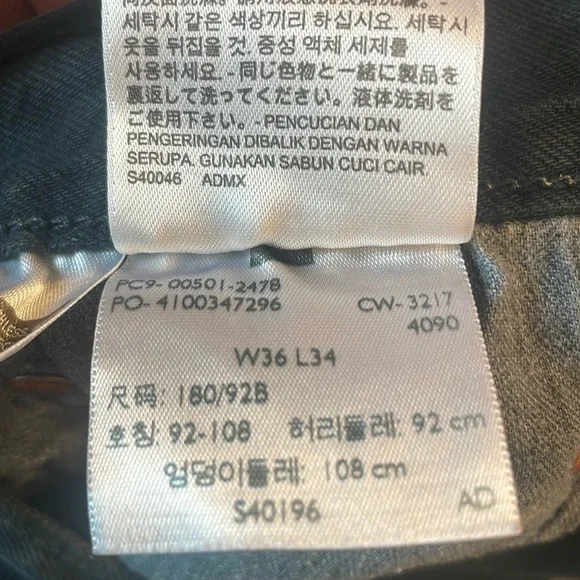 세탁시 같은 색상끼리 하십시요. 세탁시
옷을 뒤집을 것. 중성 액체 세제를
사용하세요. - 同じ色物と一緒に製品を
裏返して洗ってください。液体洗剤を
ご使用下さい。-PENCUCIAN DAN
PENGERINGAN DIBALIK DENGAN WARNA
SERUPA. GUNAKAN SABUN CUCI CAIR.
S40046 ADMX
PC9- 00501-2478
PO- 4100347296 CW- 3217
4090
W36 L34
尺码: 180/92B
호칭: 92-108 허리둘레: 92 cm
엉덩이둘레: 108 cm
S40196 AD